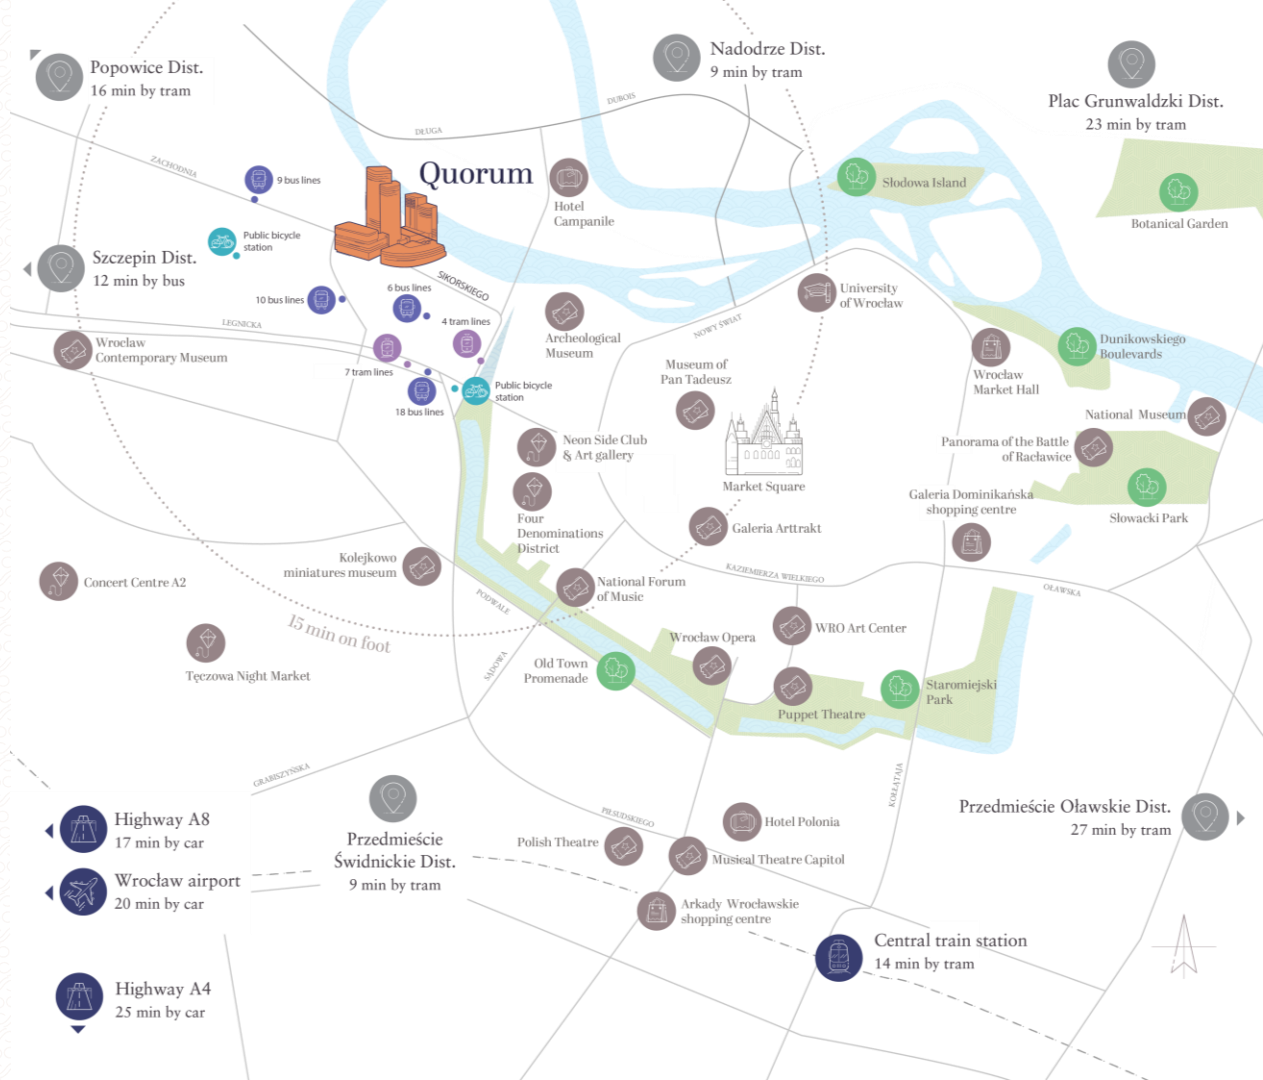 Popowice Dist.
16 min by tram
Nadodrze Dist.
9 min by tram
Plac Grunwaldzki Dist.
23 min by tram
DUBOIS
DŁUGA
ZACHODNIA
9 bus lines
Quorum
Hotel
Campanile
Słodowa Island
Botanical Garden
Public bicycle
station
Szczepin Dist.
12 min by bus
SIKORSKIEGO
10 bus lines
6 bus lines
4 tram lines
University
of Wrocław
LEGNICKA
NOWY ŚWIAT
Archeological
Museum
Wroclaw
Contemporary Museum
7 tram lines
18 bus lines
Public bicycle
station
Museum of
Pan Tadeusz
Wrocław
Market Hall
Dunikowskiego
Boulevards
National Museum
Neon Side Club
& Art gallery
Panorama of the Battle
of Racławice
Market Square
Galeria Dominikańska
shopping centre
Słowacki Park
Four
Denominations
District
Galeria Arttrakt
Kolejkowo
miniatures museum
Concert Centre A2
National Forum
of Music
KAZIEMIERZA WIELKIEGO
OŁAWSKA
PODWALE
15 min on foot
Wrocław Opera
WRO Art Center
SĄDOWA
Tęczowa Night Market
Old Town
Promenade
Staromiejski
Park
Puppet Theatre
GRABISZYŃSKA
KOŁŁĄTAJA
Highway A8
17 min by car
Przedmieście
Świdnickie Dist.
9 min by tram
PIŁSUDSKIEGO
Hotel Polonia
Polish Theatre
Musical Theatre Capitol
Przedmieście Oławskie Dist.
27 min by tram
Wrocław airport
20 min by car
Arkady Wrocławskie
shopping centre
Central train station
14 min by tram
Highway A4
25 min by car